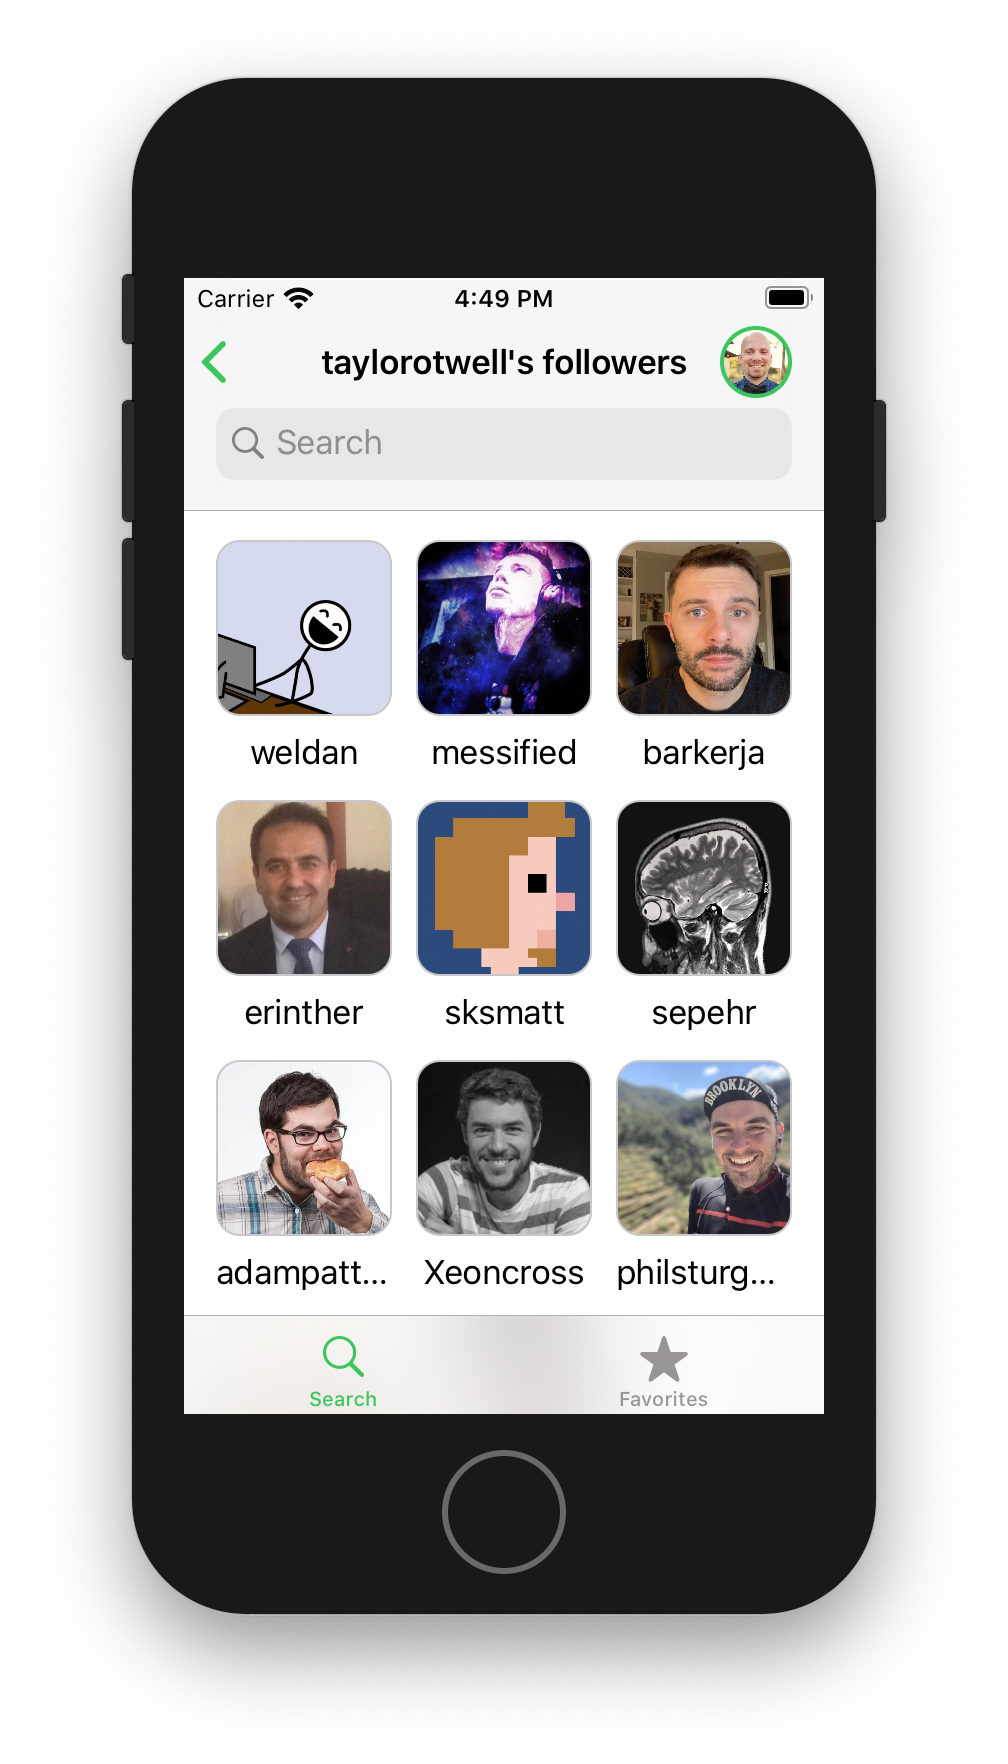 Carrier 4:49 PM
taylorotwell's followers
Search
weldan messified barkerja
erinther sksmatt sepehr
BROOKLYN
adampatt... Xeoncross philsturg...
Search Favorites